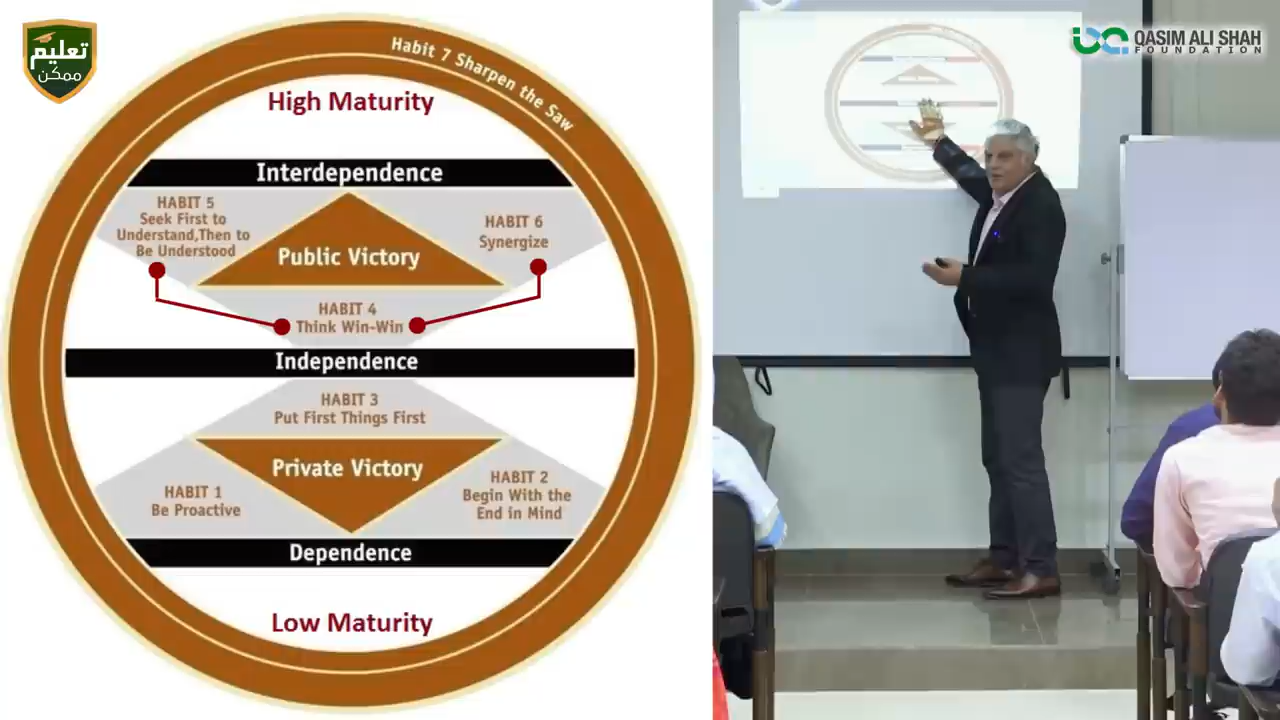 تعلیم
ممکن
Habit 7 Sharpen the Saw
High Maturity
Interdependence
HABIT 5
Seek First to
Understand,Then to
Be Understood
HABIT 6
Synergize
Public Victory
HABIT 4
Think Win-Win
Independence
HABIT 3
Put First Things First
Private Victory
HABIT 1
Be Proactive
HABIT 2
Begin With the
End in Mind
Dependence
Low Maturity
QASIM ALI SHAH
FOUNDATION